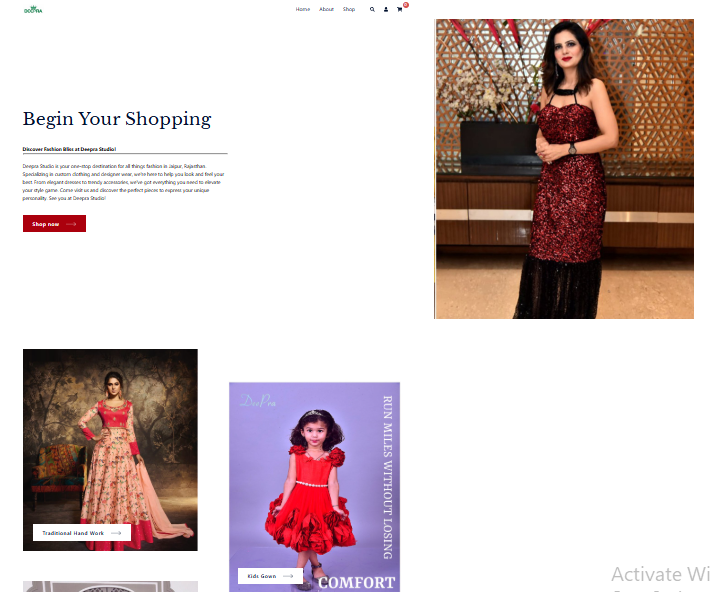 DEEPRA
Home About Shop
Begin Your Shopping
Discover Fashion Bliss at Deepra Studio!
Deepra Studio is your one-stop destination for all things fashion in Jaipur, Rajasthan.
Specializing in custom clothing and designer wear, we're here to help you look and feel your
best. From elegant dresses to trendy accessories, we've got everything you need to elevate
your style game. Come visit us and discover the perfect pieces to express your unique
personality. See you at Deepra Studio!
Shop now
Traditional Hand Work
DeePra
RUN MILES WITHOUT LOSING
COMFORT
Kids Gown
Activate Wi